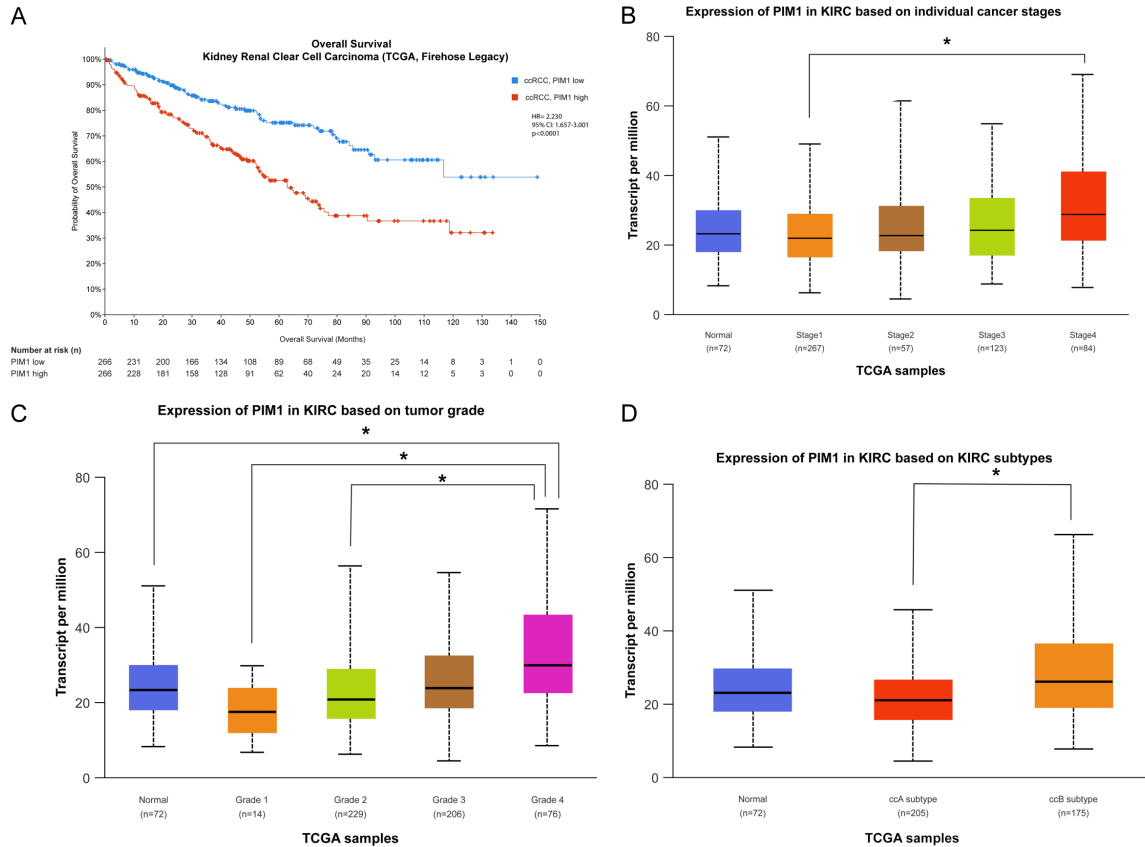 A
Overall Survival
Kidney Renal Clear Cell Carcinoma (TCGA, Firehose Legacy)
100%
90%
80%
70%
60%
50%
40%
30%
20%
10%
0%
Probability of Overall Survival
ccRCC, PIM1 low
ccRCC, PIM1 high
HR= 2,230
95% CI: 1.657-3.001
p<0.0001
0 10 20 30 40 50 60 70 80 90 100 110 120 130 140 150
Overall Survival (Months)
Number at risk (n)
PIM1 low 266 231 200 166 134 108 89 68 49 35 25 14 8 3 1 0
PIM1 high 266 228 181 158 128 91 62 40 24 20 14 12 5 3 0 0
B
Expression of PIM1 in KIRC based on individual cancer stages
*
80
60
40
20
0
Transcript per million
Normal Stage1 Stage2 Stage3 Stage4
(n=72) (n=267) (n=57) (n=123) (n=84)
TCGA samples
C
Expression of PIM1 in KIRC based on tumor grade
*
*
*
80
60
40
20
0
Transcript per million
Normal Grade 1 Grade 2 Grade 3 Grade 4
(n=72) (n=14) (n=229) (n=206) (n=76)
TCGA samples
D
Expression of PIM1 in KIRC based on KIRC subtypes
*
80
60
40
20
0
Transcript per million
Normal ccA subtype ccB subtype
(n=72) (n=205) (n=175)
TCGA samples